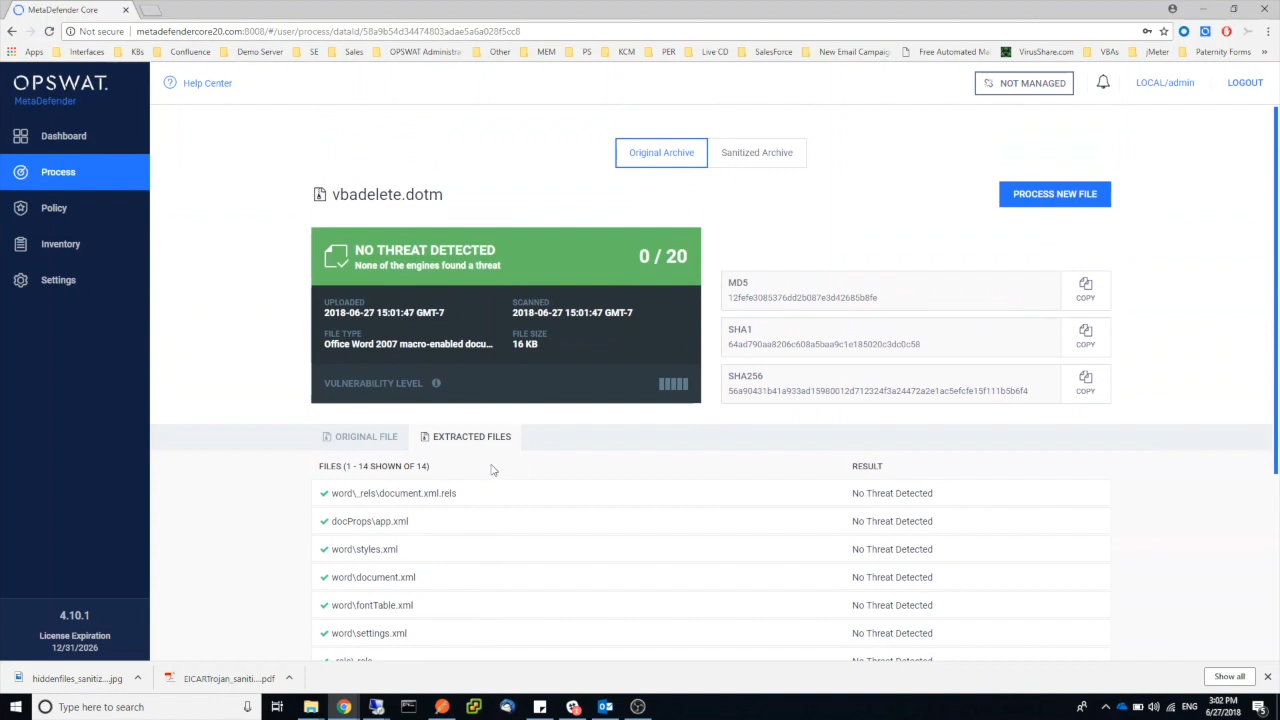 MetaDefender Core
Not secure
metadefendercore20.com:8008/#/user/process/dataId/58a9b54d34474803adae5a6a028f5cc8
Apps
Interfaces
KBs
Confluence
Demo Server
SE
Sales
OPSWAT Administra
Other
MEM
PS
KCM
PER
Live CD
SalesForce
New Email Campaig
Free Automated Ma
VirusShare.com
VBAs
jMeter
Paternity Forms
»
OPSWAT.
MetaDefender
Help Center
NOT MANAGED
LOCAL/admin
LOGOUT
Dashboard
Process
Policy
Inventory
Settings
Original Archive
Sanitized Archive
vbadelete.dotm
PROCESS NEW FILE
NO THREAT DETECTED
None of the engines found a threat
0 / 20
UPLOADED
2018-06-27 15:01:47 GMT-7
SCANNED
2018-06-27 15:01:47 GMT-7
FILE TYPE
Office Word 2007 macro-enabled docu...
FILE SIZE
16 KB
VULNERABILITY LEVEL
MD5
12fefe3085376dd2b087e3d42685b8fe
COPY
SHA1
64ad790aa8206c608a5baa9c1e185020c3dc0c58
COPY
SHA256
56a90431b41a933ad15980012d712324f3a24472a2e1ac5efcfe15f111b5b6f4
COPY
ORIGINAL FILE
EXTRACTED FILES
FILES (1 - 14 SHOWN OF 14)
RESULT
word\_rels\document.xml.rels
No Threat Detected
docProps\app.xml
No Threat Detected
word\styles.xml
No Threat Detected
word\document.xml
No Threat Detected
word\fontTable.xml
No Threat Detected
word\settings.xml
No Threat Detected
_rels\.rels
No Threat Detected
4.10.1
License Expiration
12/31/2026
hiddenfiles_sanitiz....jpg
EICARTrojan_saniti....pdf
Show all
Type here to search
ENG
3:02 PM
6/27/2018